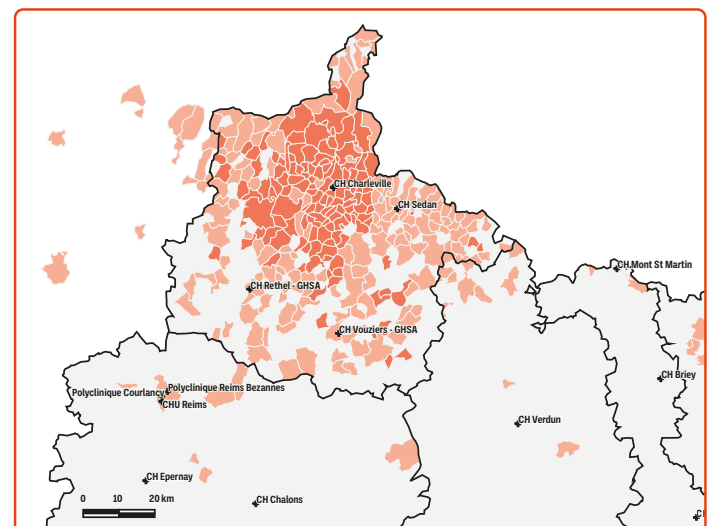 CH Charleville
CH Sedan
CH Mont St Martin
CH Rethel - GHSA
CH Vouziers - GHSA
CH Briey
Polyclinique Reims Bezannes
Polyclinique Courlancy
CHU Reims
CH Verdun
CH Epernay
CH Chalons
0 10 20 km